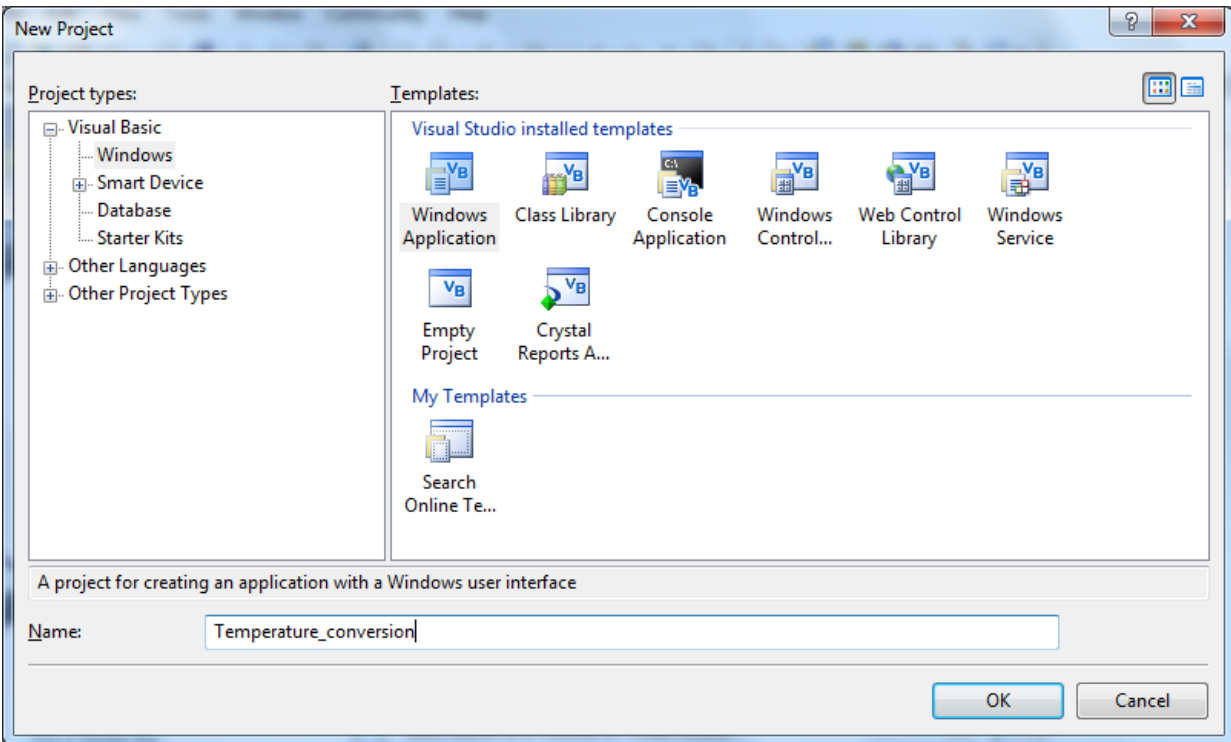 New Project
Project types:
Templates:
Visual Basic
Windows
Smart Device
Database
Starter Kits
Other Languages
Other Project Types
Visual Studio installed templates
Windows
Application
Class Library
Console
Application
Windows
Control...
Web Control
Library
Windows
Service
Empty
Project
Crystal
Reports A...
My Templates
Search
Online Te...
A project for creating an application with a Windows user interface
Name:
Temperature_conversion
OK
Cancel